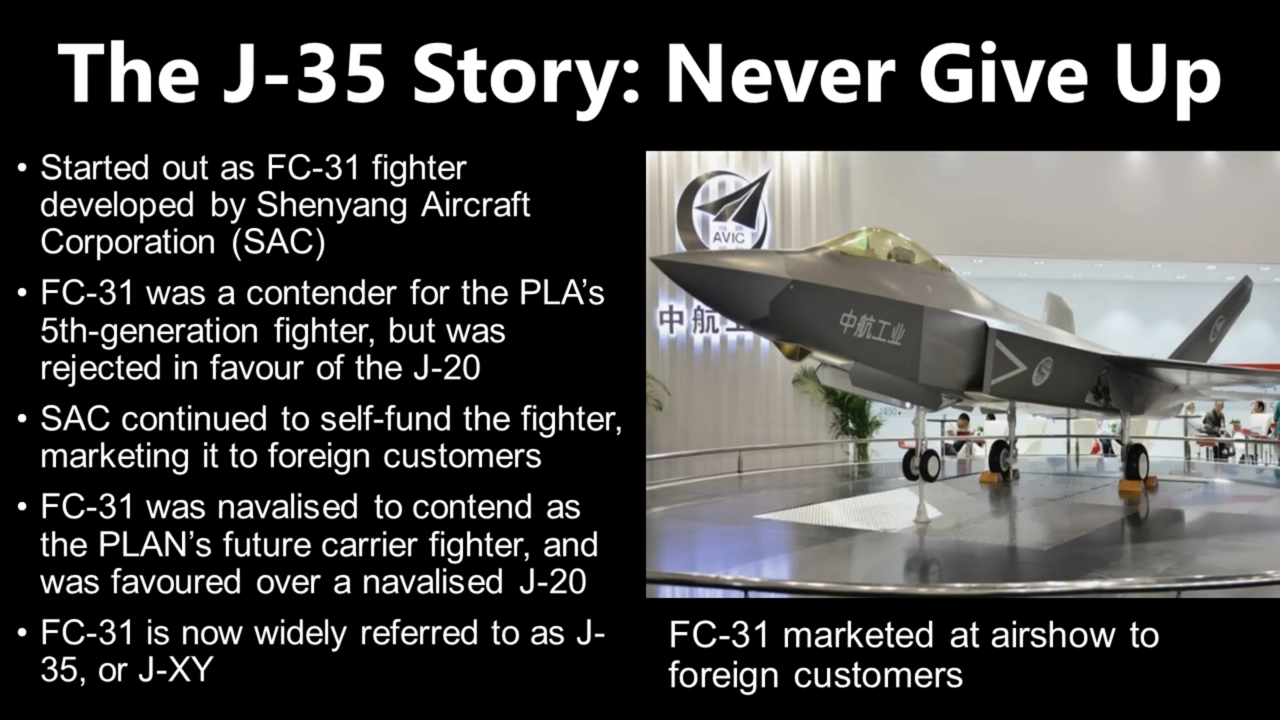 The J-35 Story: Never Give Up
• Started out as FC-31 fighter
developed by Shenyang Aircraft
Corporation (SAC)
• FC-31 was a contender for the PLA’s
5th-generation fighter, but was
rejected in favour of the J-20
• SAC continued to self-fund the fighter,
marketing it to foreign customers
• FC-31 was navalised to contend as
the PLAN’s future carrier fighter, and
was favoured over a navalised J-20
• FC-31 is now widely referred to as J-
35, or J-XY
AVIC
中航工
中航工业
FC-31 marketed at airshow to
foreign customers